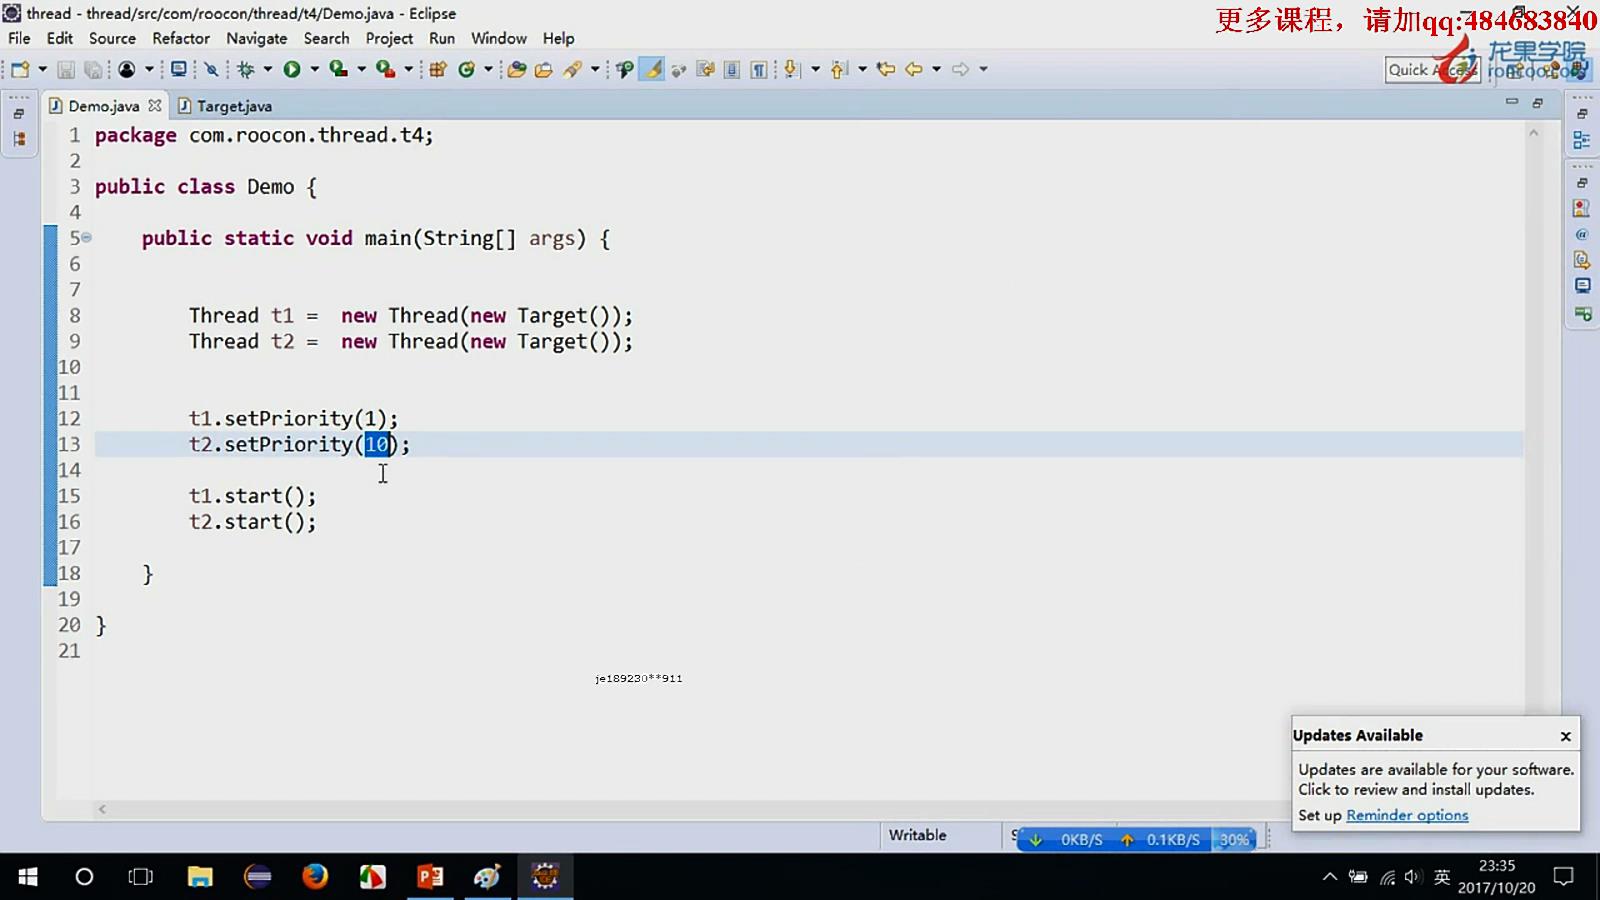 thread - thread/src/com/roocon/thread/t4/Demo.java - Eclipse
更多课程，请加qq:484683840
File Edit Source Refactor Navigate Search Project Run Window Help
龙果学院
Quick Access
Demo.java
Target.java
1 package com.roocon.thread.t4;
2
3 public class Demo {
4
5 public static void main(String[] args) {
6
7
8 Thread t1 = new Thread(new Target());
9 Thread t2 = new Thread(new Target());
10
11
12 t1.setPriority(1);
13 t2.setPriority(10);
14
15 t1.start();
16 t2.start();
17
18 }
19
20 }
21
je189230**911
Updates Available
Updates are available for your software.
Click to review and install updates.
Set up Reminder options
Writable
0KB/S 0.1KB/S 30%
英
23:35
2017/10/20